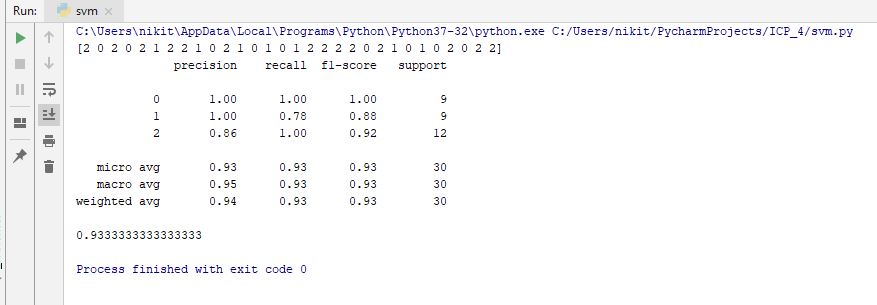 Run: svm
C:\Users\nikit\AppData\Local\Programs\Python\Python37-32\python.exe C:/Users/nikit/PycharmProjects/ICP_4/svm.py
[2 0 2 0 2 1 2 2 1 0 2 1 0 1 0 1 2 2 2 2 0 2 1 0 1 0 2 0 2 2]
precision recall f1-score support
0 1.00 1.00 1.00 9
1 1.00 0.78 0.88 9
2 0.86 1.00 0.92 12
micro avg 0.93 0.93 0.93 30
macro avg 0.95 0.93 0.93 30
weighted avg 0.94 0.93 0.93 30
0.9333333333333333
Process finished with exit code 0